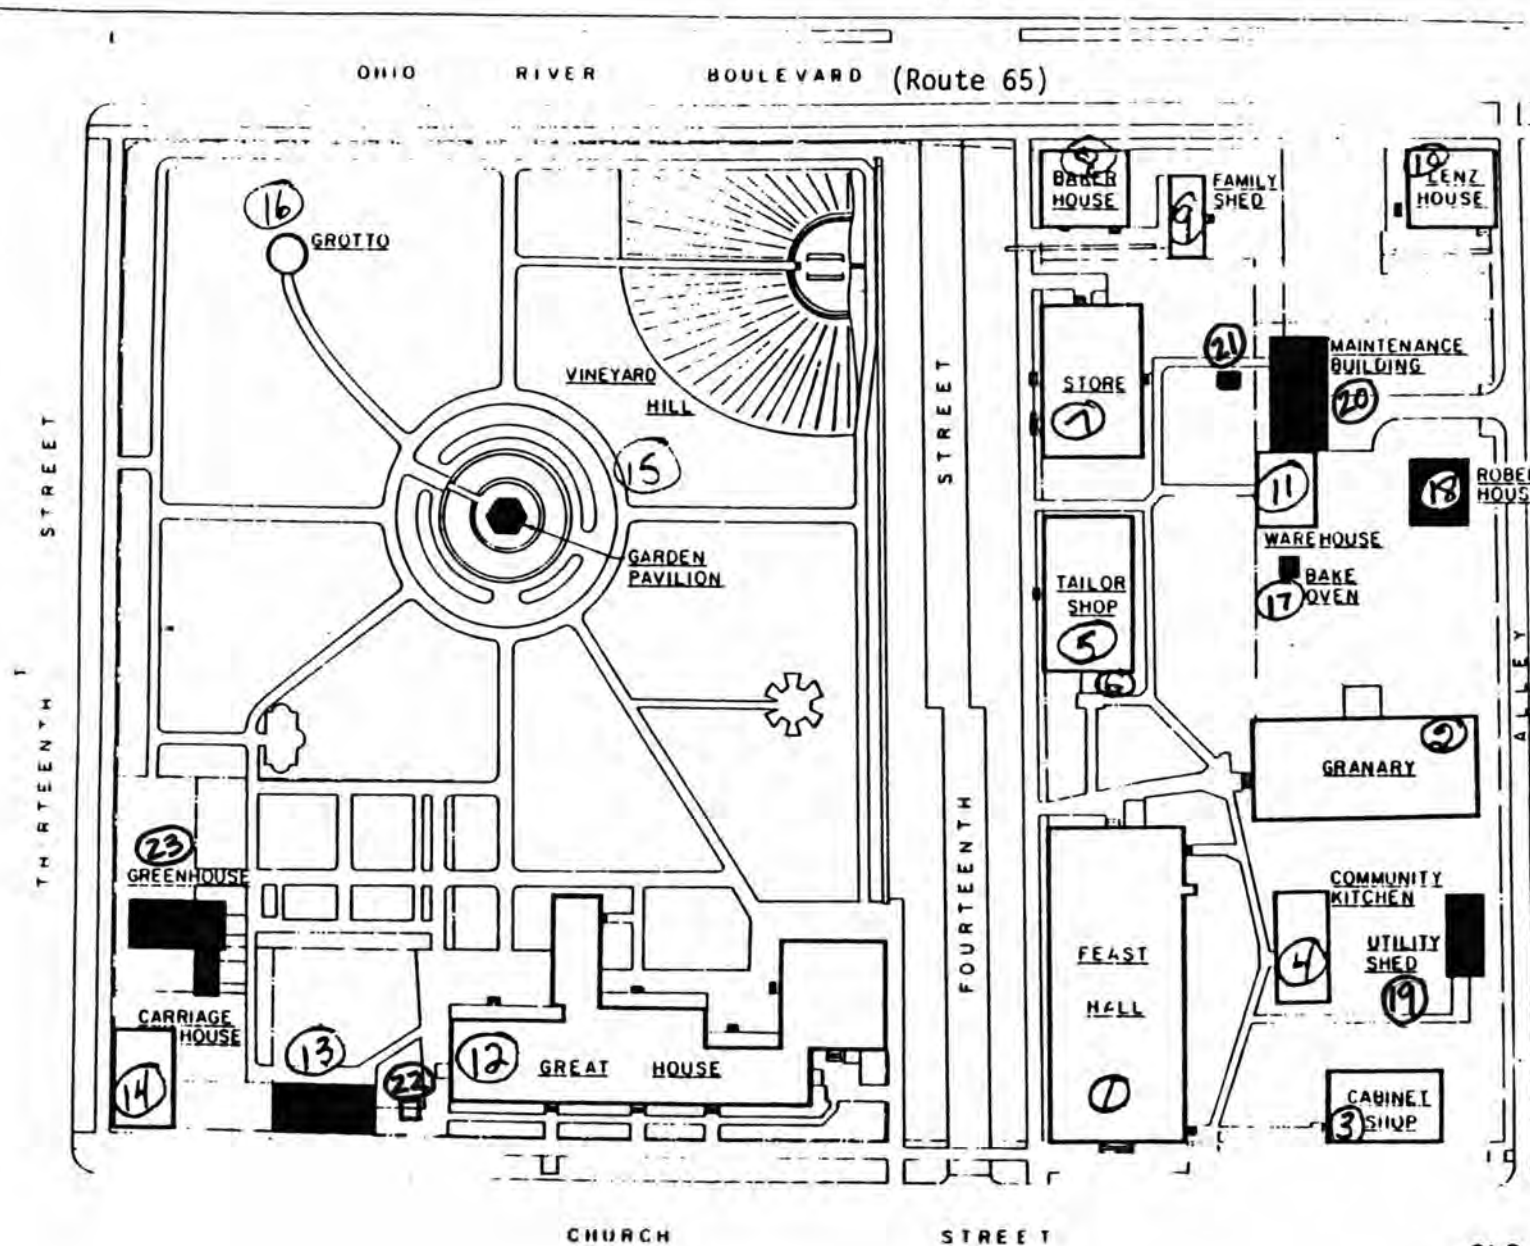 OHIO RIVER BOULEVARD (Route 65)
16
GROTTO
BAKER
HOUSE
9
FAMILY
SHED
10
LENZ
HOUSE
VINEYARD
HILL
15
GARDEN
PAVILION
STORE
7
21
MAINTENANCE
BUILDING
20
11
WAREHOUSE
18
17
BAKE
OVEN
TAILOR
SHOP
5
6
2
GRANARY
THIRTEENTH STREET
FOURTEENTH STREET
ALLEY
23
GREENHOUSE
CARRIAGE
HOUSE
14
13
22
12
GREAT HOUSE
FEAST
HALL
1
COMMUNITY
KITCHEN
4
UTILITY
SHED
19
CABINET
3 SHOP
CHURCH STREET